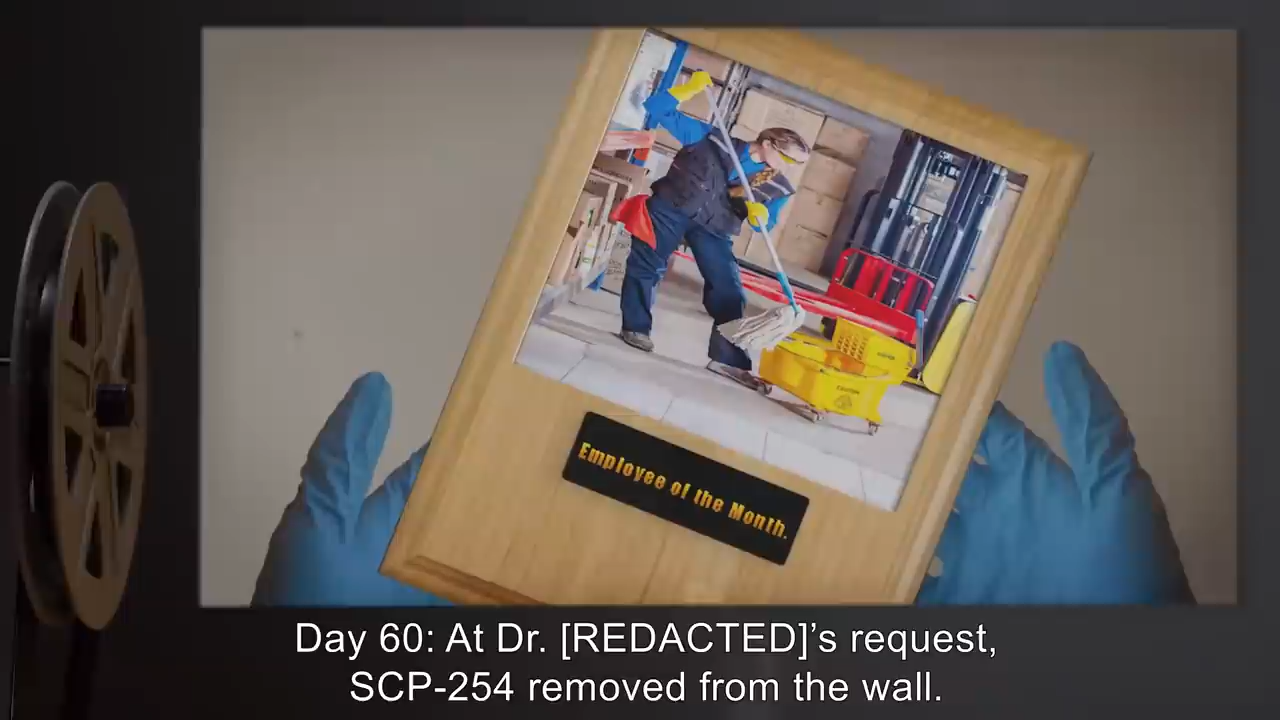 Employee of the Month.
Day 60: At Dr. [REDACTED]’s request,
SCP-254 removed from the wall.